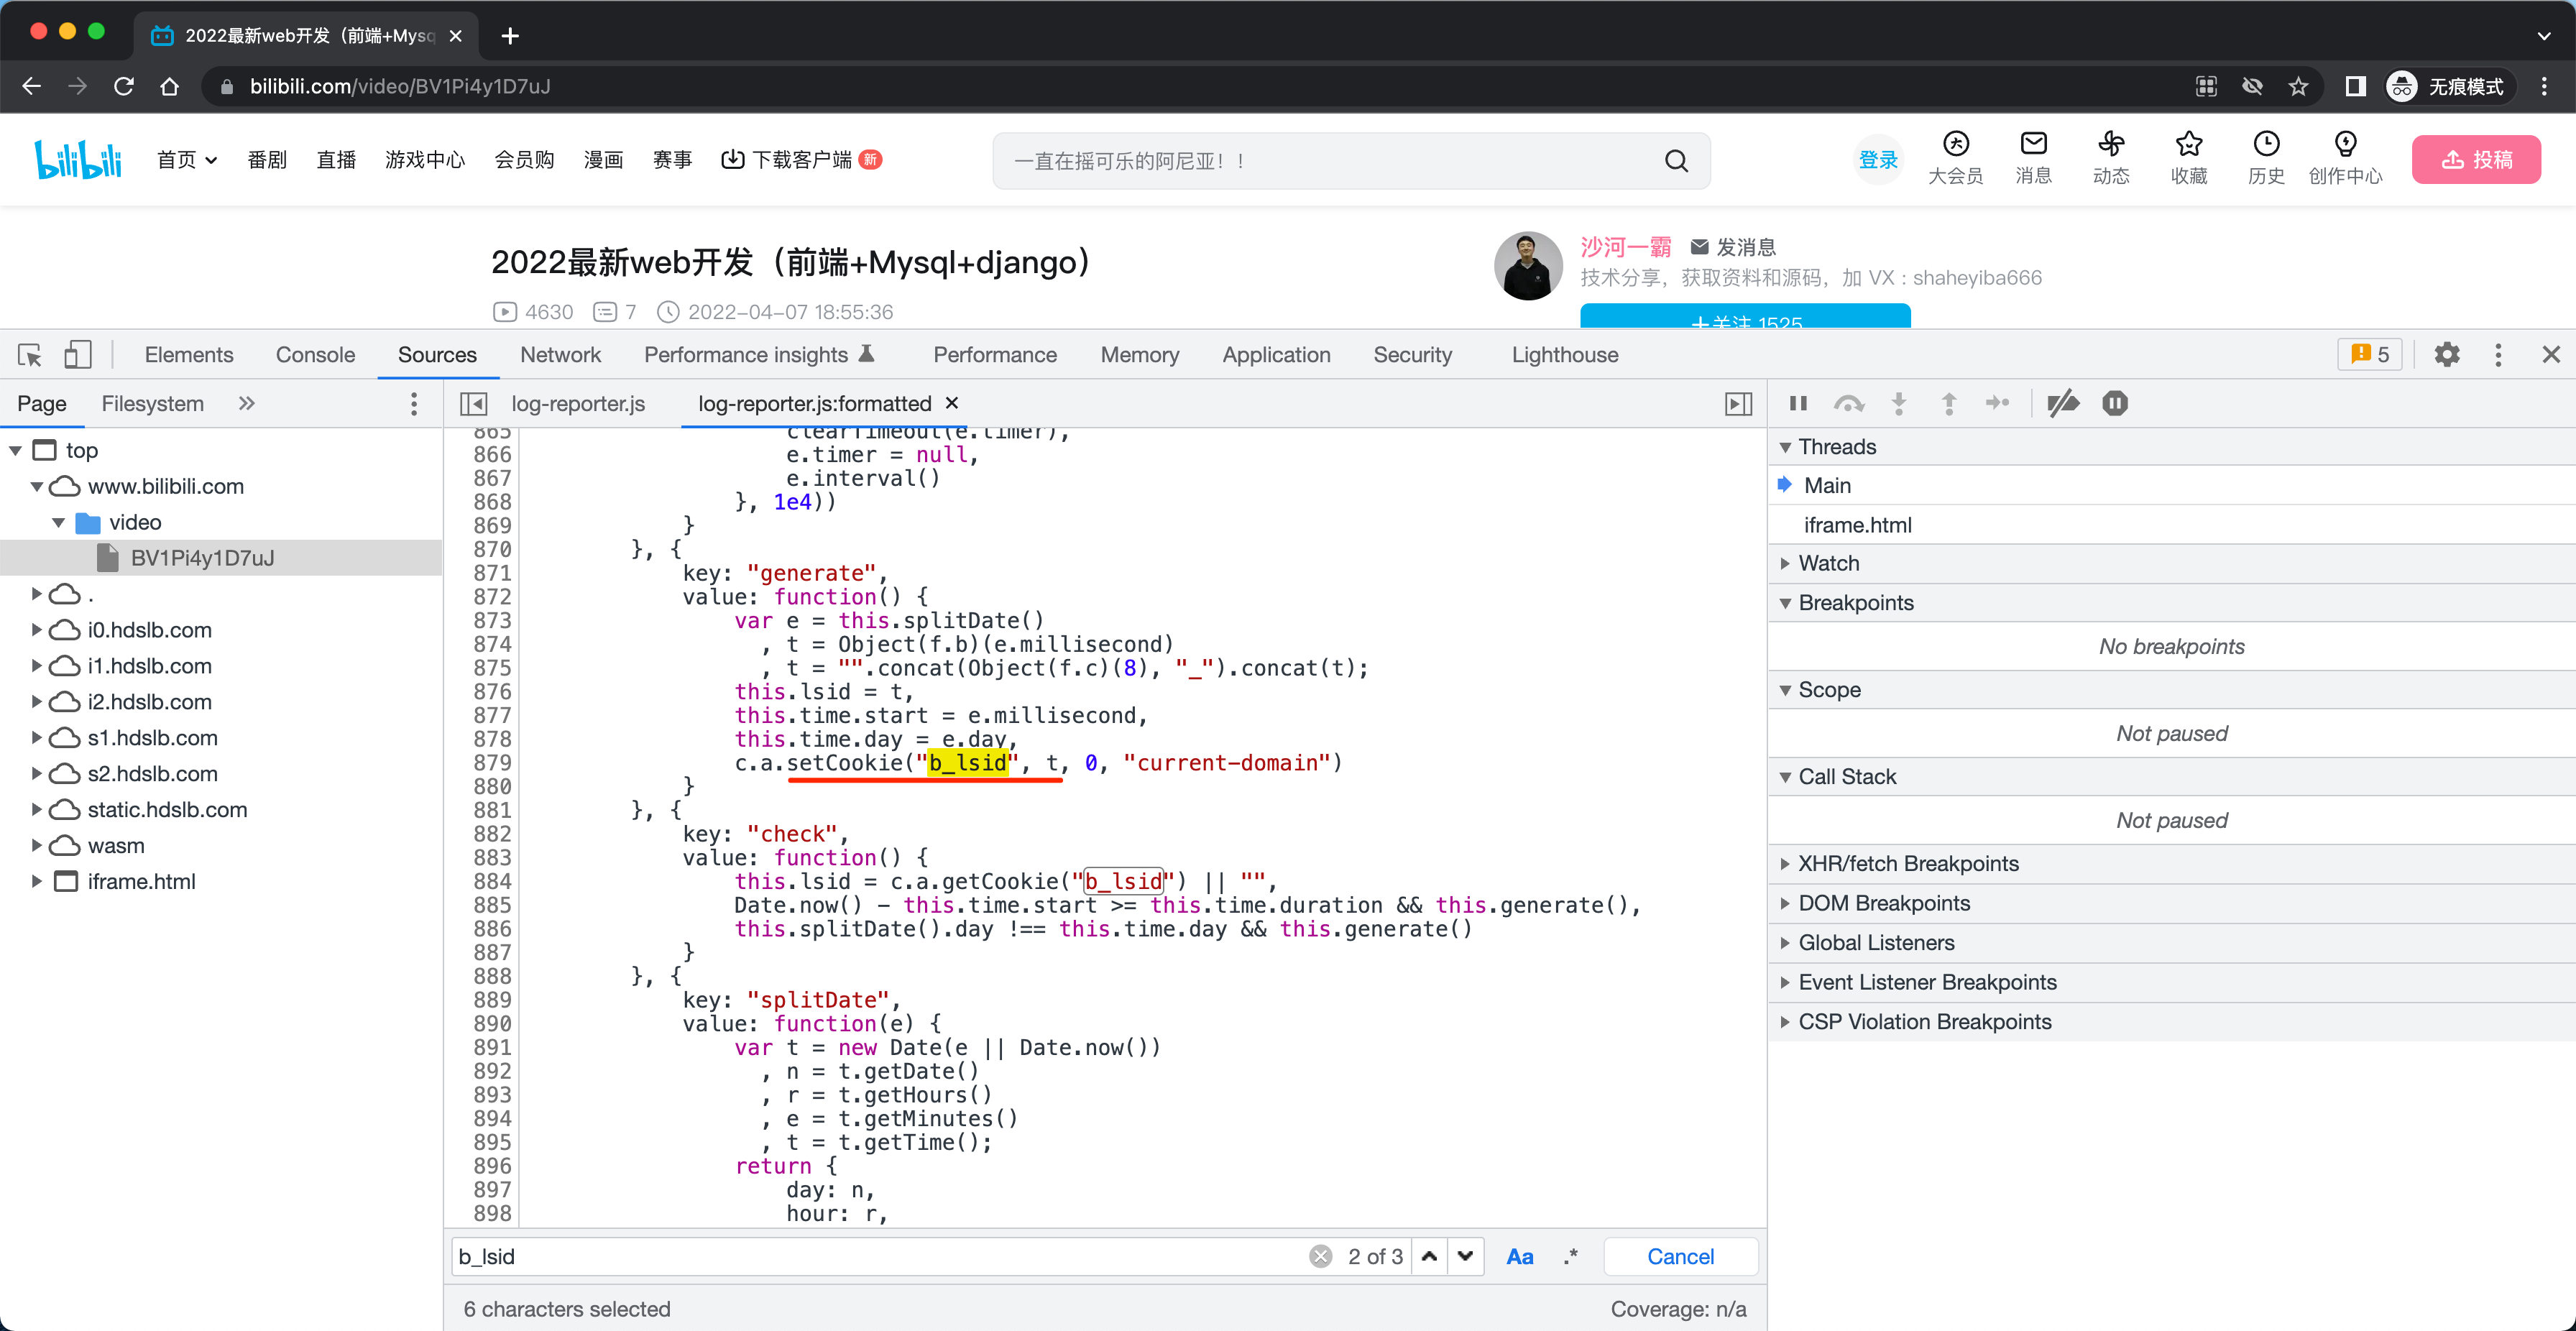 2022最新web开发（前端+Mysq
bilibili.com/video/BV1Pi4y1D7uJ
无痕模式
bilibili 首页 番剧 直播 游戏中心 会员购 漫画 赛事 下载客户端 新
一直在摇可乐的阿尼亚！！
登录 大会员 消息 动态 收藏 历史 创作中心 投稿
2022最新web开发（前端+Mysql+django）
4630 7 2022-04-07 18:55:36
沙河一霸 发消息
技术分享，获取资料和源码，加 VX：shaheyiba666
+关注 1525
Elements Console Sources Network Performance insights Performance Memory Application Security Lighthouse 5
Page Filesystem »
log-reporter.js log-reporter.js:formatted
top
www.bilibili.com
video
BV1Pi4y1D7uJ
.
i0.hdslb.com
i1.hdslb.com
i2.hdslb.com
s1.hdslb.com
s2.hdslb.com
static.hdslb.com
wasm
iframe.html
865 clearTimeout(e.timer),
866 e.timer = null,
867 e.interval()
868 }, 1e4))
869 }
870 }, {
871 key: "generate",
872 value: function() {
873 var e = this.splitDate()
874 , t = Object(f.b)(e.millisecond)
875 , t = "".concat(Object(f.c)(8), "_").concat(t);
876 this.lsid = t,
877 this.time.start = e.millisecond,
878 this.time.day = e.day,
879 c.a.setCookie("b_lsid", t, 0, "current-domain")
880 }
881 }, {
882 key: "check",
883 value: function() {
884 this.lsid = c.a.getCookie("b_lsid") || "",
885 Date.now() - this.time.start >= this.time.duration && this.generate(),
886 this.splitDate().day !== this.time.day && this.generate()
887 }
888 }, {
889 key: "splitDate",
890 value: function(e) {
891 var t = new Date(e || Date.now())
892 , n = t.getDate()
893 , r = t.getHours()
894 , e = t.getMinutes()
895 , t = t.getTime();
896 return {
897 day: n,
898 hour: r,
b_lsid 2 of 3 Aa .* Cancel
6 characters selected Coverage: n/a
Threads
Main
iframe.html
Watch
Breakpoints
No breakpoints
Scope
Not paused
Call Stack
Not paused
XHR/fetch Breakpoints
DOM Breakpoints
Global Listeners
Event Listener Breakpoints
CSP Violation Breakpoints